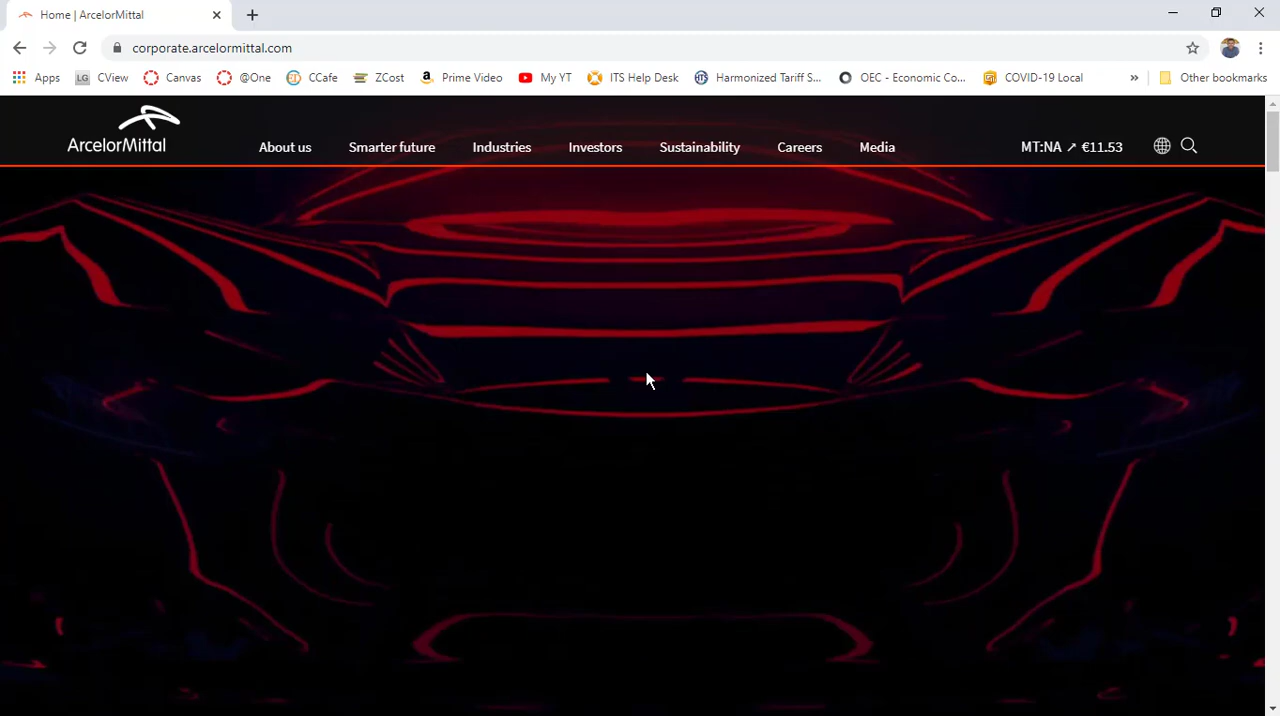 Home | ArcelorMittal
corporate.arcelormittal.com
Apps CView Canvas @One CCafe ZCost Prime Video My YT ITS Help Desk Harmonized Tariff S... OEC - Economic Co... COVID-19 Local » Other bookmarks
ArcelorMittal
About us Smarter future Industries Investors Sustainability Careers Media MT:NA ↗ €11.53